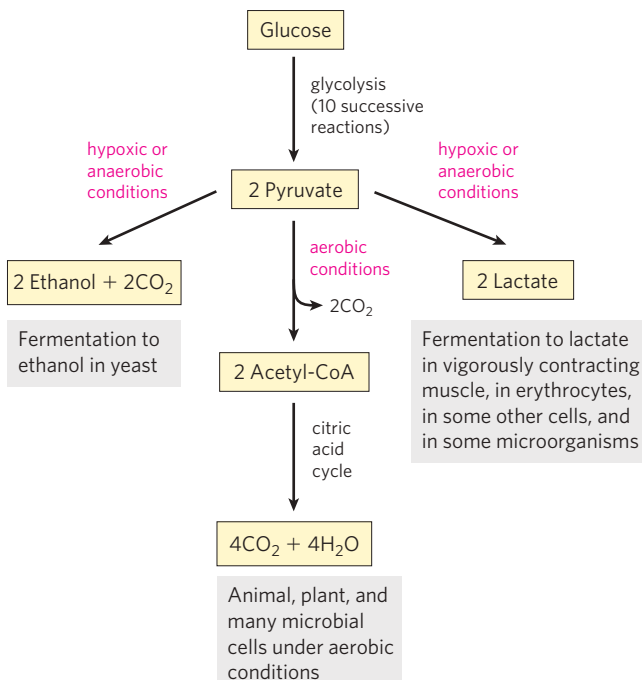 Glucose
glycolysis
(10 successive
reactions)
hypoxic or
anaerobic
conditions
hypoxic or
anaerobic
conditions
2 Pyruvate
aerobic
conditions
2 Ethanol + 2CO₂
2CO₂
2 Lactate
Fermentation to
ethanol in yeast
Fermentation to lactate
in vigorously contracting
muscle, in erythrocytes,
in some other cells, and
in some microorganisms
2 Acetyl-CoA
citric
acid
cycle
4CO₂ + 4H₂O
Animal, plant, and
many microbial
cells under aerobic
conditions